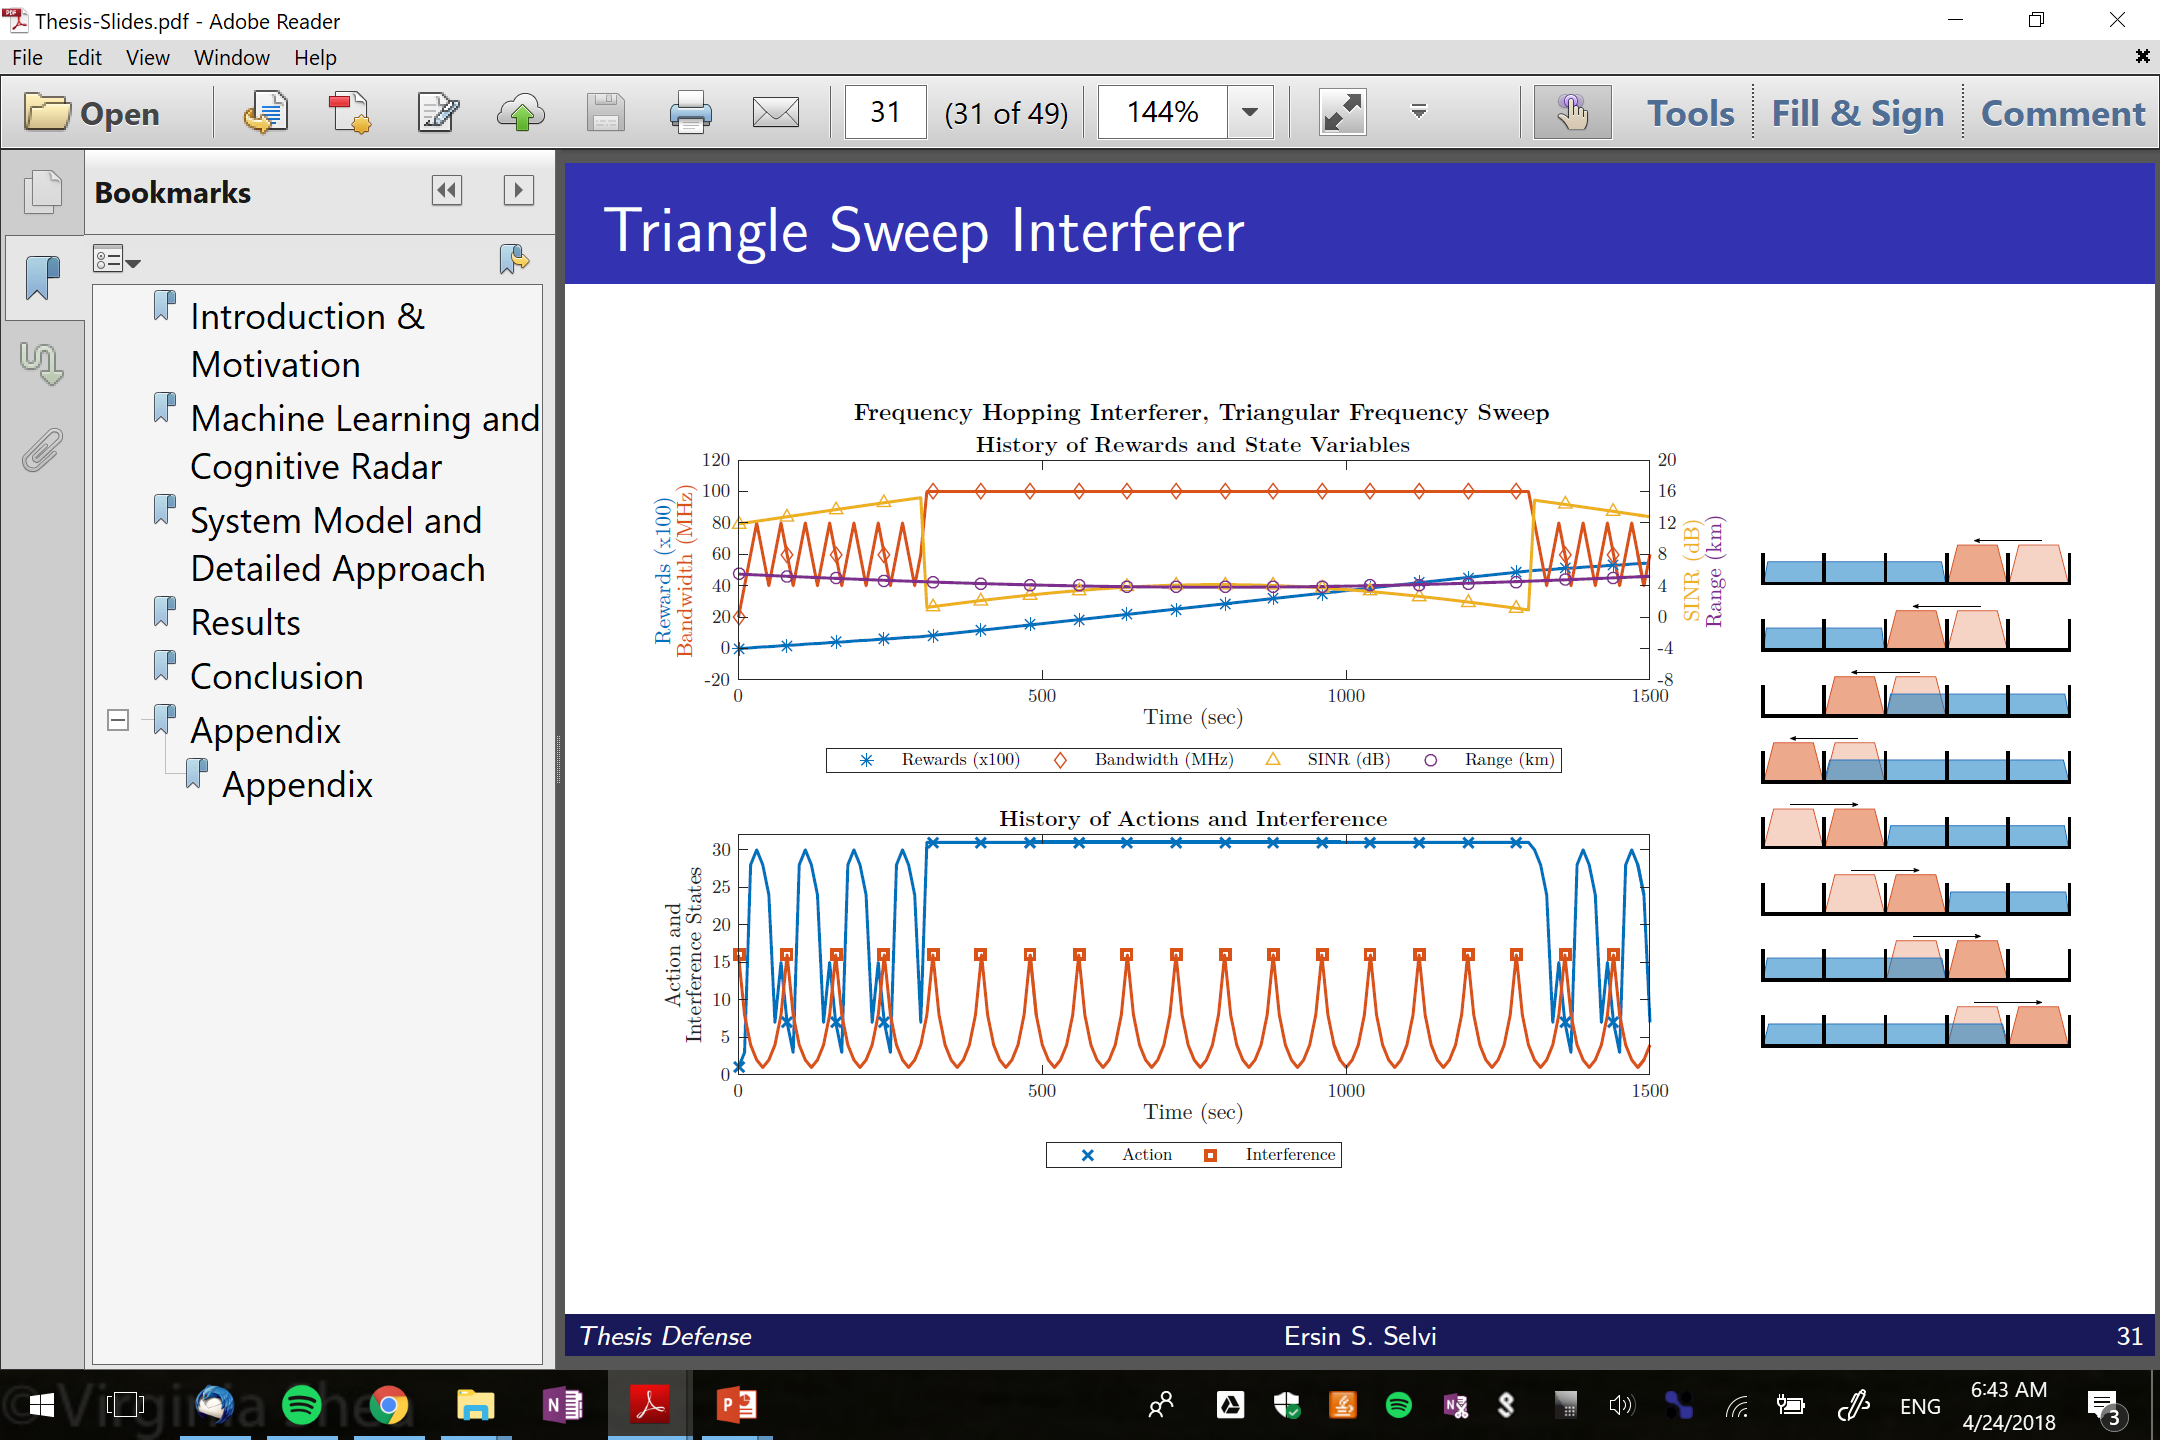 Thesis-Slides.pdf - Adobe Reader
File Edit View Window Help
Open
31 (31 of 49) 144%
Tools Fill & Sign Comment
Bookmarks
Introduction &
Motivation
Machine Learning and
Cognitive Radar
System Model and
Detailed Approach
Results
Conclusion
Appendix
Appendix
Triangle Sweep Interferer
Frequency Hopping Interferer, Triangular Frequency Sweep
History of Rewards and State Variables
Rewards (x100)
Bandwidth (MHz)
120
100
80
60
40
20
0
-20
20
16
12
8
4
0
-4
-8
SINR (dB)
Range (km)
0 500 1000 1500
Time (sec)
Rewards (x100) Bandwidth (MHz) SINR (dB) Range (km)
History of Actions and Interference
Action and
Interference States
30
25
20
15
10
5
0
0 500 1000 1500
Time (sec)
Action Interference
Thesis Defense Ersin S. Selvi 31
ENG
6:43 AM
4/24/2018
3